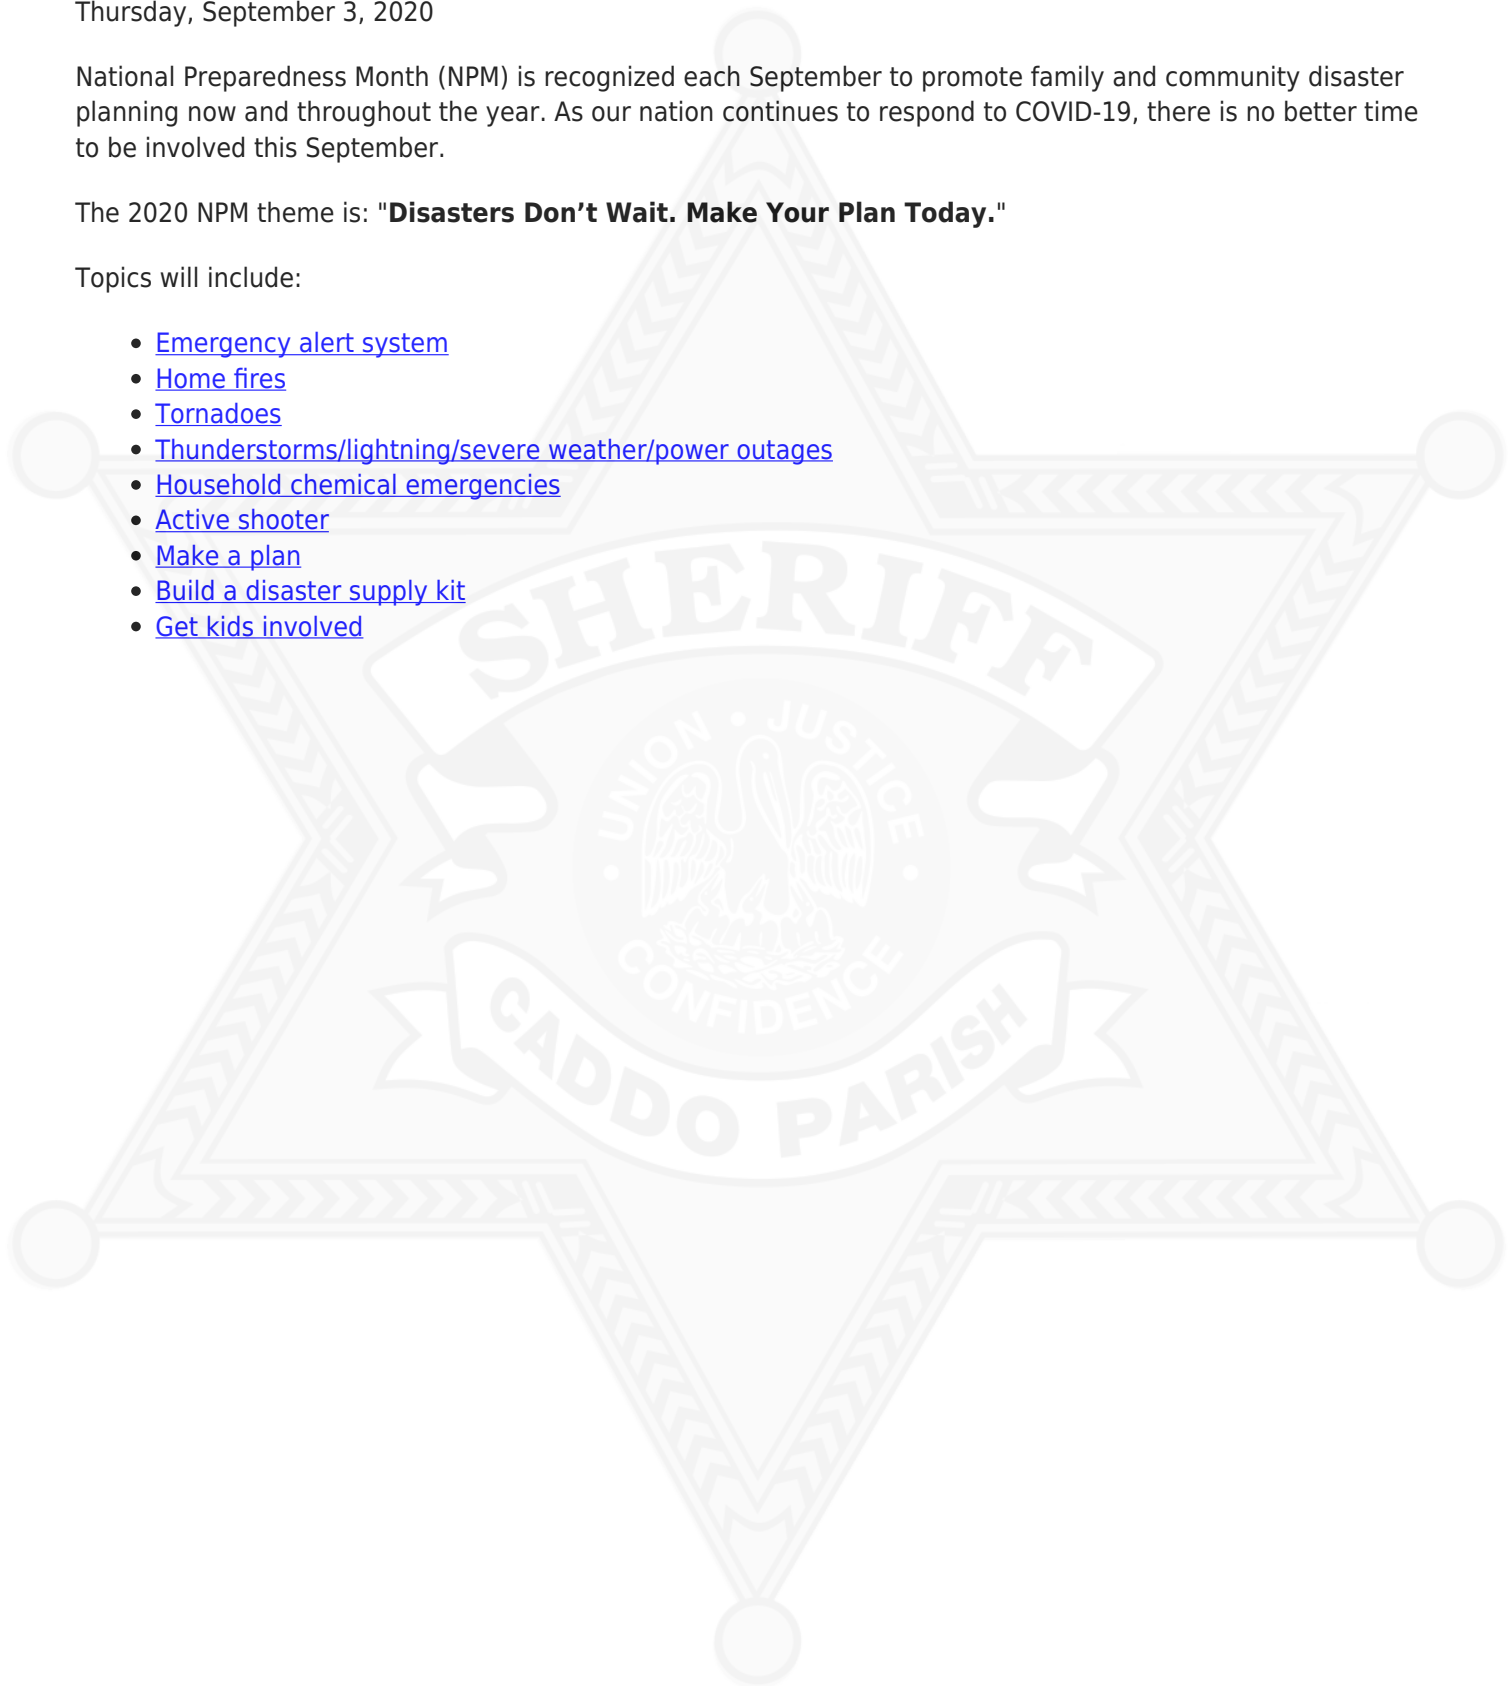 Thursday, September 3, 2020
National Preparedness Month (NPM) is recognized each September to promote family and community disaster
planning now and throughout the year. As our nation continues to respond to COVID-19, there is no better time
to be involved this September.
The 2020 NPM theme is: "Disasters Don’t Wait. Make Your Plan Today."
Topics will include:
Emergency alert system
Home fires
Tornadoes
Thunderstorms/lightning/severe weather/power outages
Household chemical emergencies
Active shooter
Make a plan
Build a disaster supply kit
Get kids involved
SHERIFF
UNION • JUSTICE
CONFIDENCE
CADDO PARISH